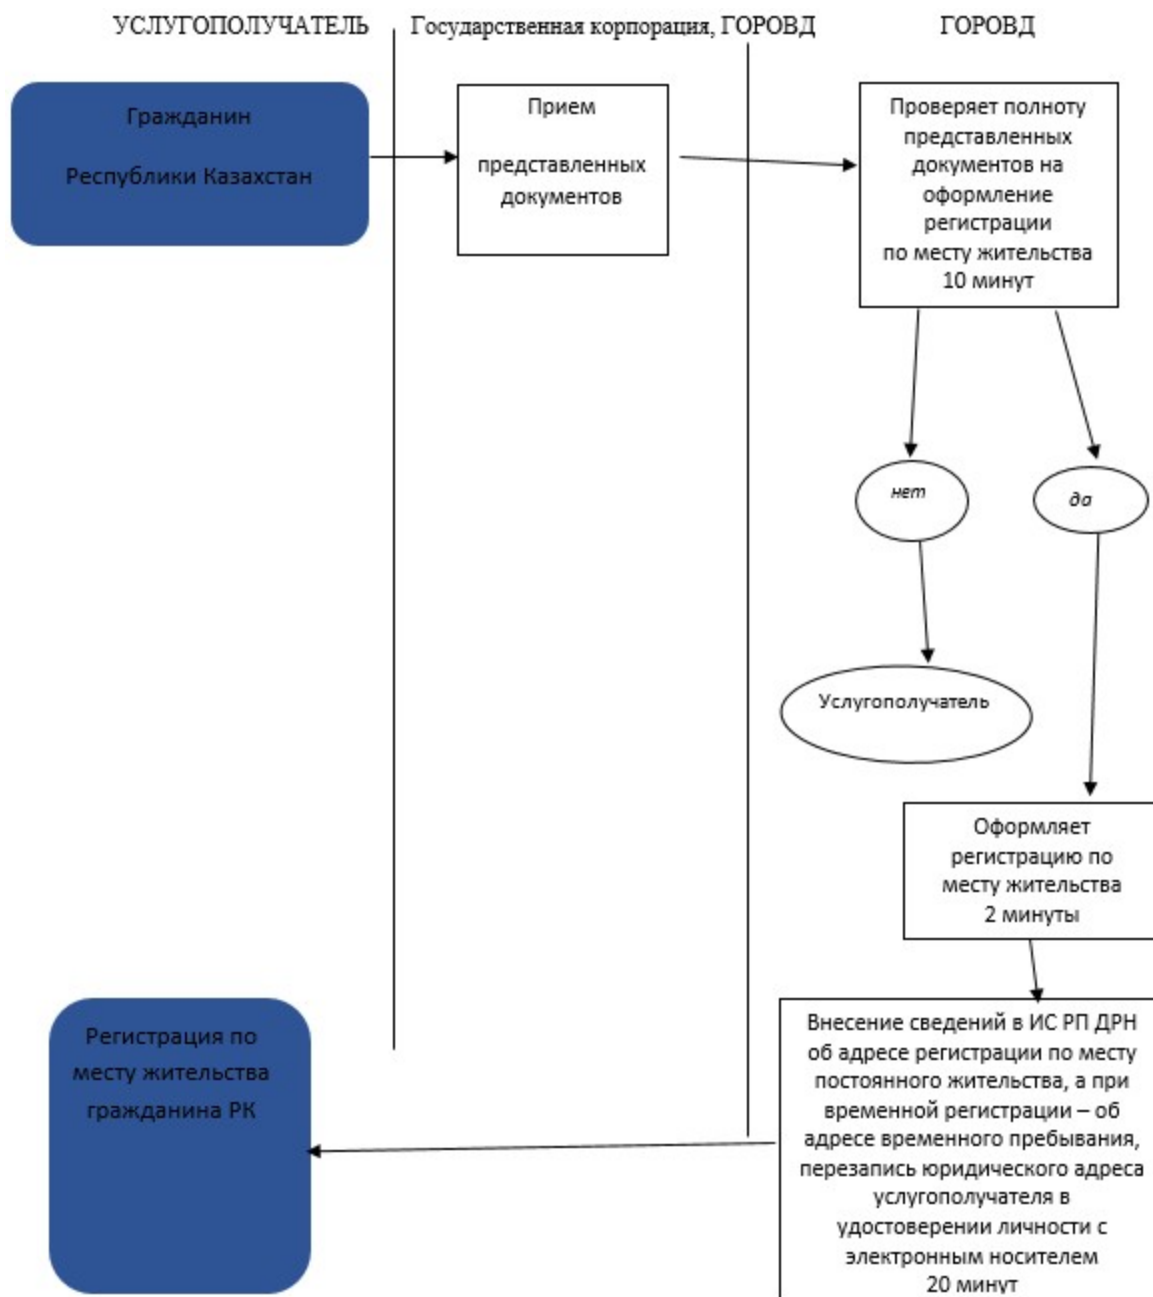 УСЛУГОПОЛУЧАТЕЛЬ
Государственная корпорация, ГОРОВД
ГОРОВД
Гражданин
Республики Казахстан
Прием
представленных
документов
Проверяет полноту
представленных
документов на
оформление
регистрации
по месту жительства
10 минут
нет
да
Услугополучатель
Оформляет
регистрацию по
месту жительства
2 минуты
Регистрация по
месту жительства
гражданина РК
Внесение сведений в ИС РП ДРН
об адресе регистрации по месту
постоянного жительства, а при
временной регистрации – об
адресе временного пребывания,
перезапись юридического адреса
услугополучателя в
удостоверении личности с
электронным носителем
20 минут